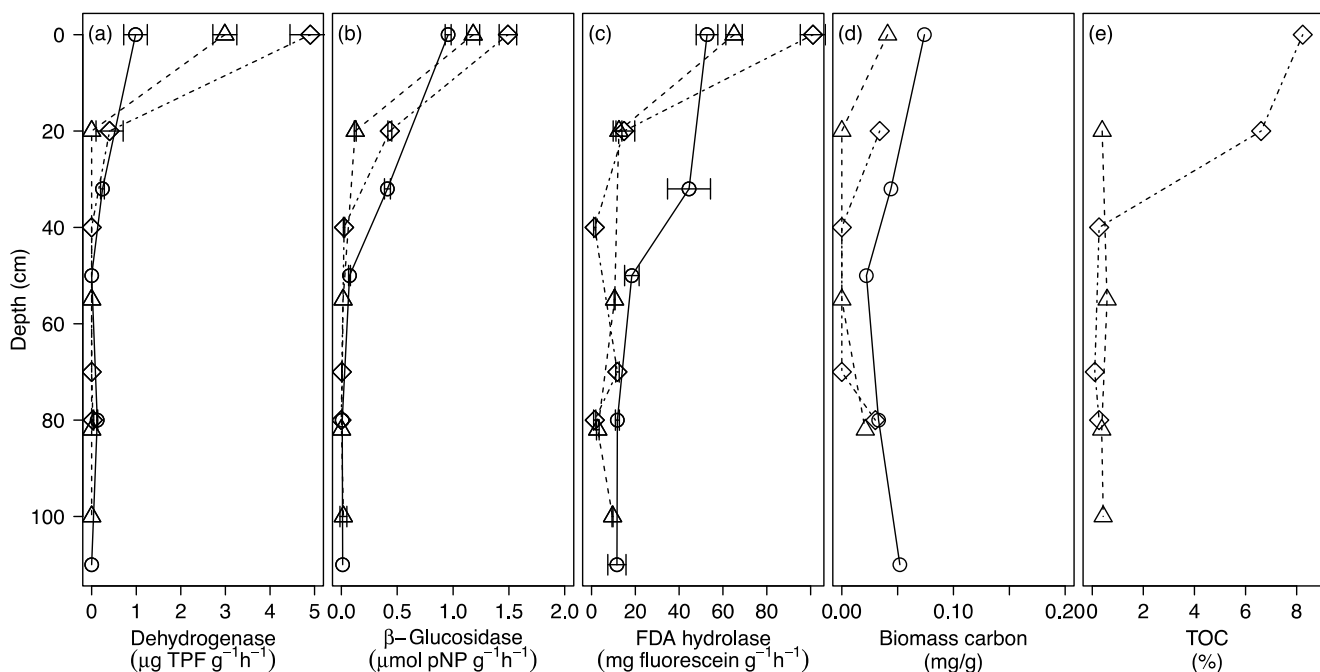 (a) (b) (c) (d) (e)
0
20
40
60
80
100
Depth (cm)
0 1 2 3 4 5
0.0 0.5 1.0 1.5 2.0
0 20 40 60 80
0.00 0.10 0.20
0 2 4 6 8
Dehydrogenase
(μg TPF g⁻¹h⁻¹)
β−Glucosidase
(μmol pNP g⁻¹h⁻¹)
FDA hydrolase
(mg fluorescein g⁻¹h⁻¹)
Biomass carbon
(mg/g)
TOC
(%)